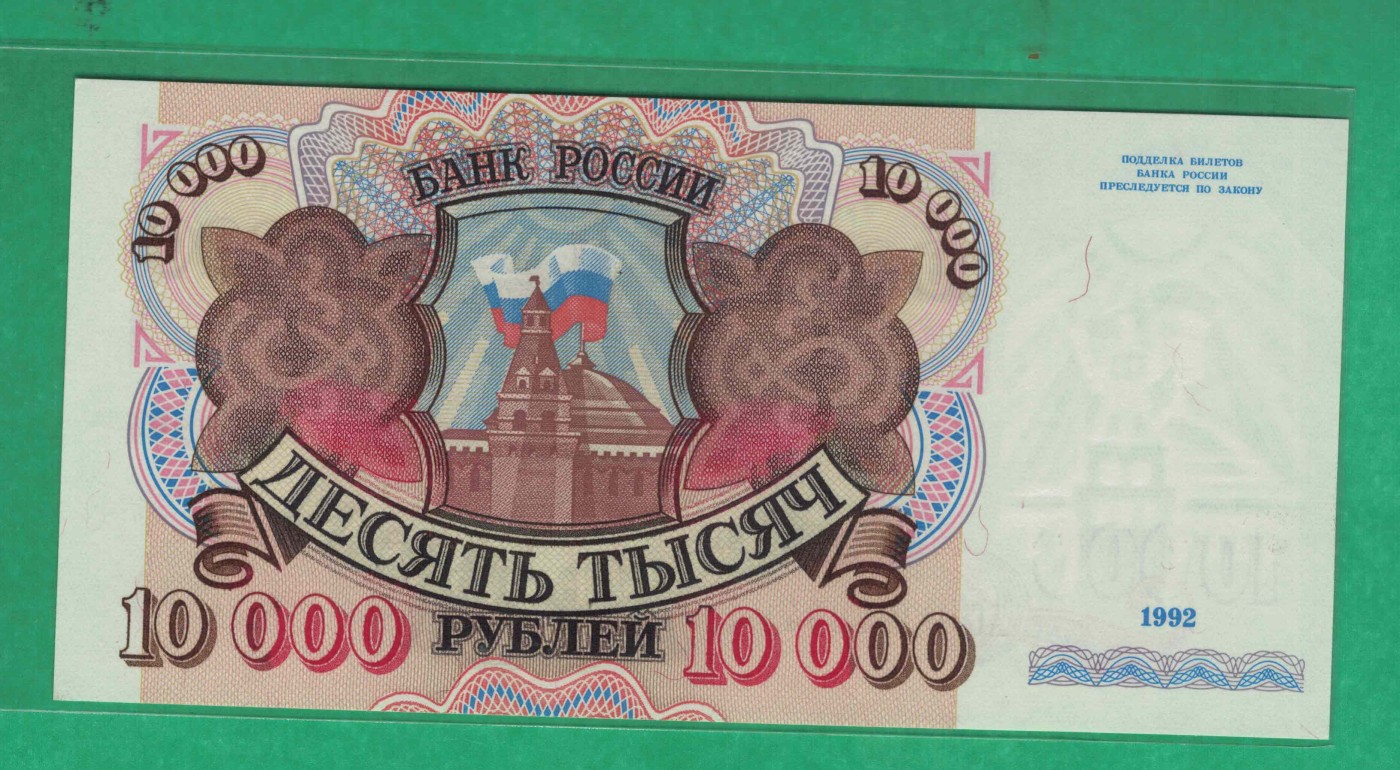 БАНК РОССИИ
10 000
10 000
ПОДДЕЛКА БИЛЕТОВ
БАНКА РОССИИ
ПРЕСЛЕДУЕТСЯ ПО ЗАКОНУ
ДЕСЯТЬ ТЫСЯЧ
10 000 РУБЛЕЙ 10 000
1992